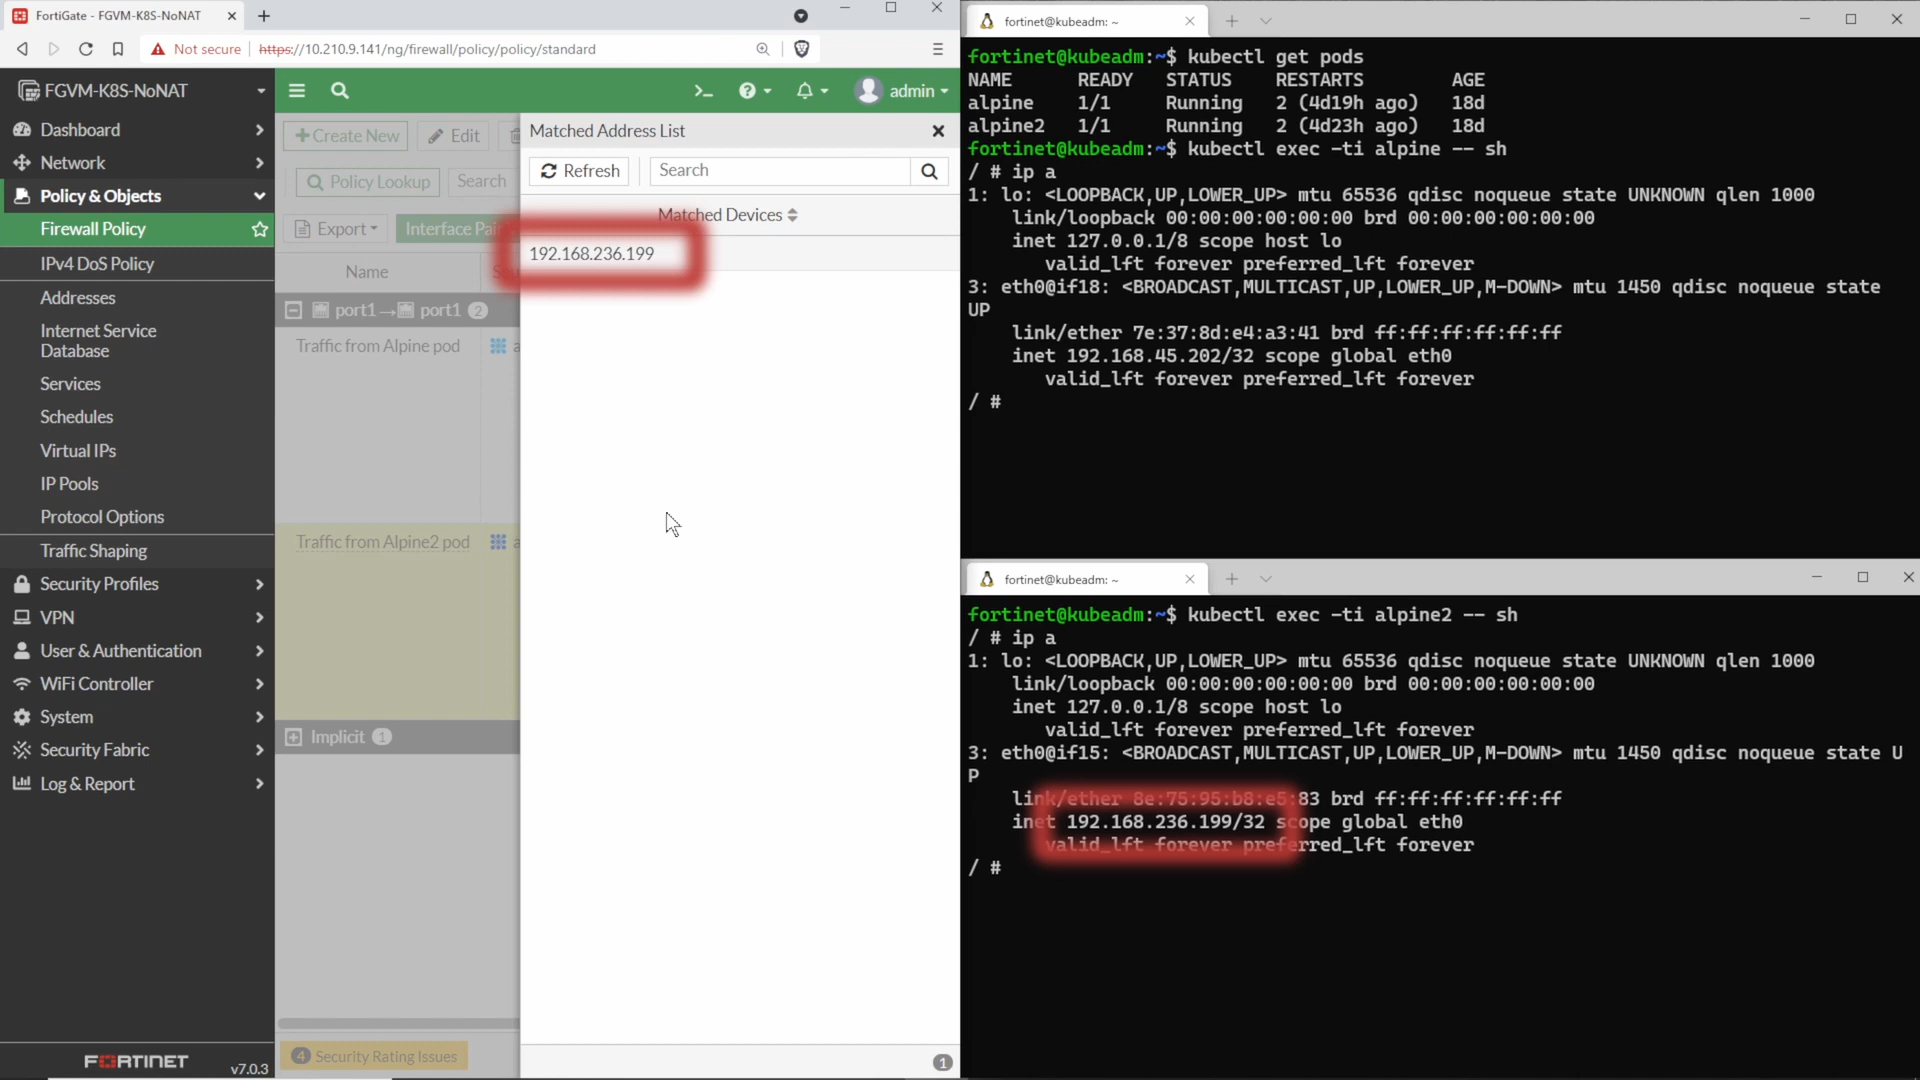 FortiGate - FGVM-K8S-NoNAT
Not secure
https://10.210.9.141/ng/firewall/policy/policy/standard
FGVM-K8S-NoNAT
Dashboard
Network
Policy & Objects
Firewall Policy
IPv4 DoS Policy
Addresses
Internet Service
Database
Services
Schedules
Virtual IPs
IP Pools
Protocol Options
Traffic Shaping
Security Profiles
VPN
User & Authentication
WiFi Controller
System
Security Fabric
Log & Report
FORTINET
v7.0.3
>_
admin
+Create New
Edit
Policy Lookup
Search
Export
Interface Pai
Name
port1→ port1 2
Traffic from Alpine pod
a
Traffic from Alpine2 pod
a
Implicit 1
4 Security Rating Issues
Matched Address List
Refresh
Search
Matched Devices
192.168.236.199
1
fortinet@kubeadm: ~
fortinet@kubeadm:~$ kubectl get pods
NAME READY STATUS RESTARTS AGE
alpine 1/1 Running 2 (4d19h ago) 18d
alpine2 1/1 Running 2 (4d23h ago) 18d
fortinet@kubeadm:~$ kubectl exec -ti alpine -- sh
/ # ip a
1: lo: <LOOPBACK,UP,LOWER_UP> mtu 65536 qdisc noqueue state UNKNOWN qlen 1000
link/loopback 00:00:00:00:00:00 brd 00:00:00:00:00:00
inet 127.0.0.1/8 scope host lo
valid_lft forever preferred_lft forever
3: eth0@if18: <BROADCAST,MULTICAST,UP,LOWER_UP,M-DOWN> mtu 1450 qdisc noqueue state
UP
link/ether 7e:37:8d:e4:a3:41 brd ff:ff:ff:ff:ff:ff
inet 192.168.45.202/32 scope global eth0
valid_lft forever preferred_lft forever
/ #
fortinet@kubeadm: ~
fortinet@kubeadm:~$ kubectl exec -ti alpine2 -- sh
/ # ip a
1: lo: <LOOPBACK,UP,LOWER_UP> mtu 65536 qdisc noqueue state UNKNOWN qlen 1000
link/loopback 00:00:00:00:00:00 brd 00:00:00:00:00:00
inet 127.0.0.1/8 scope host lo
valid_lft forever preferred_lft forever
3: eth0@if15: <BROADCAST,MULTICAST,UP,LOWER_UP,M-DOWN> mtu 1450 qdisc noqueue state U
P
link/ether 8e:75:95:b8:e5:83 brd ff:ff:ff:ff:ff:ff
inet 192.168.236.199/32 scope global eth0
valid_lft forever preferred_lft forever
/ #